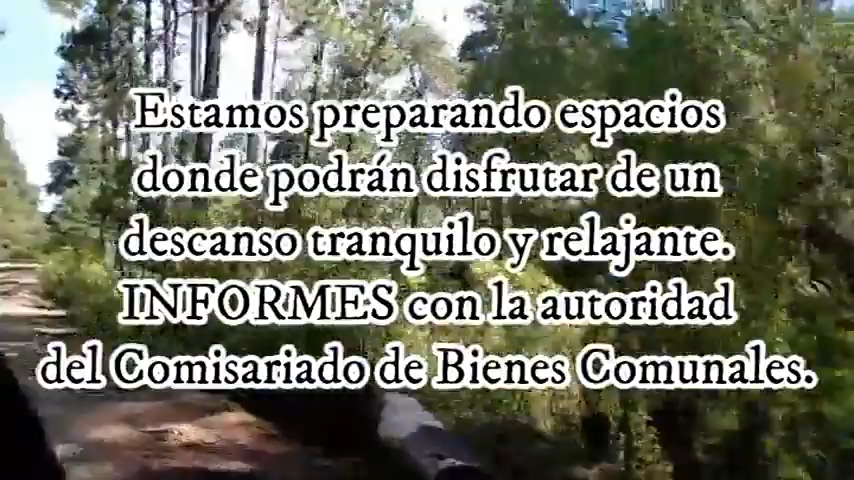 Estamos preparando espacios
donde podrán disfrutar de un
descanso tranquilo y relajante.
INFORMES con la autoridad
del Comisariado de Bienes Comunales.